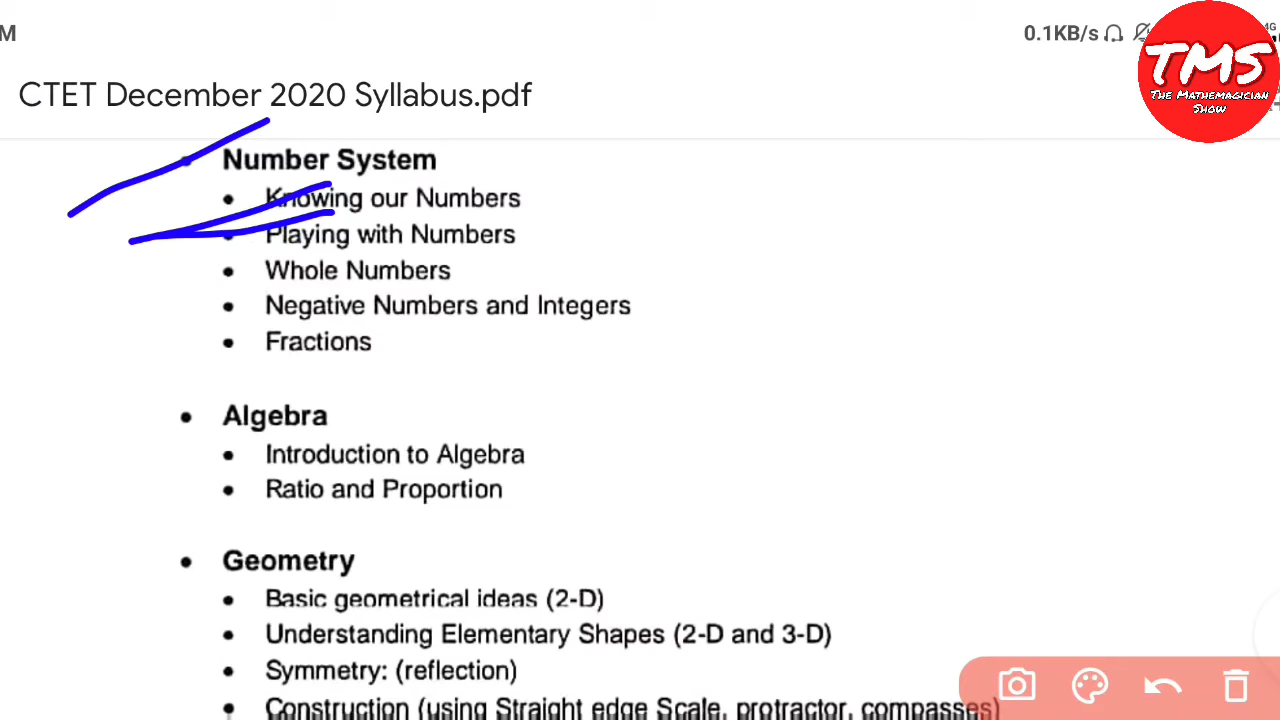 M
0.1KB/s
4G
TMS
The Mathemagician
Show
CTET December 2020 Syllabus.pdf
• Number System
• Knowing our Numbers
• Playing with Numbers
• Whole Numbers
• Negative Numbers and Integers
• Fractions
• Algebra
• Introduction to Algebra
• Ratio and Proportion
• Geometry
• Basic geometrical ideas (2-D)
• Understanding Elementary Shapes (2-D and 3-D)
• Symmetry: (reflection)
• Construction (using Straight edge Scale, protractor, compasses)